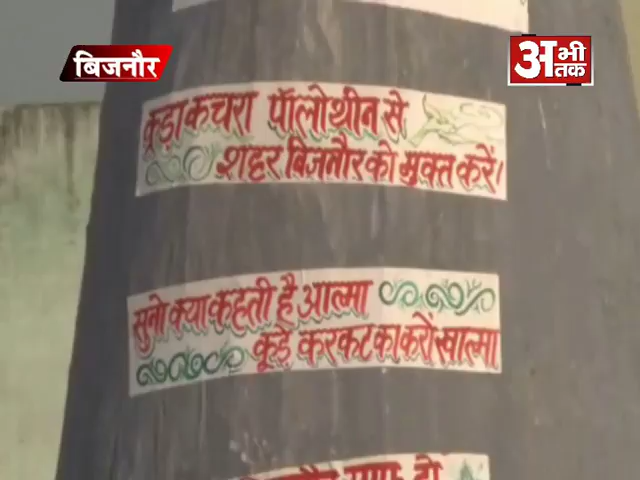 बिजनौर
अभी तक
कूड़ा कचरा पॉलोथीन से
शहर बिजनौर को मुक्त करें।
सुनो क्या कहती है आत्मा
कूड़े करकट का करो खात्मा